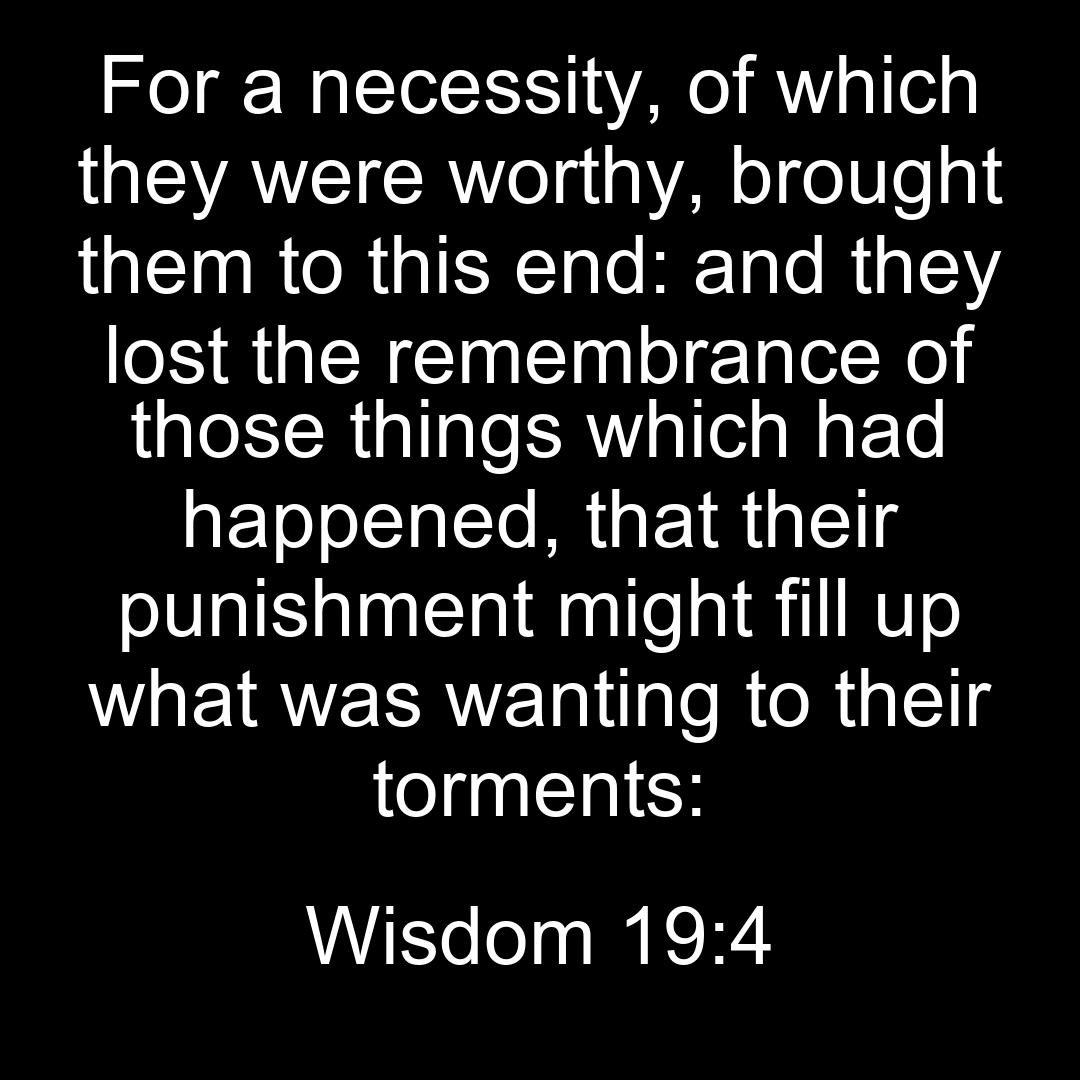 For a necessity, of which
they were worthy, brought
them to this end: and they
lost the remembrance of
those things which had
happened, that their
punishment might fill up
what was wanting to their
torments:
Wisdom 19:4